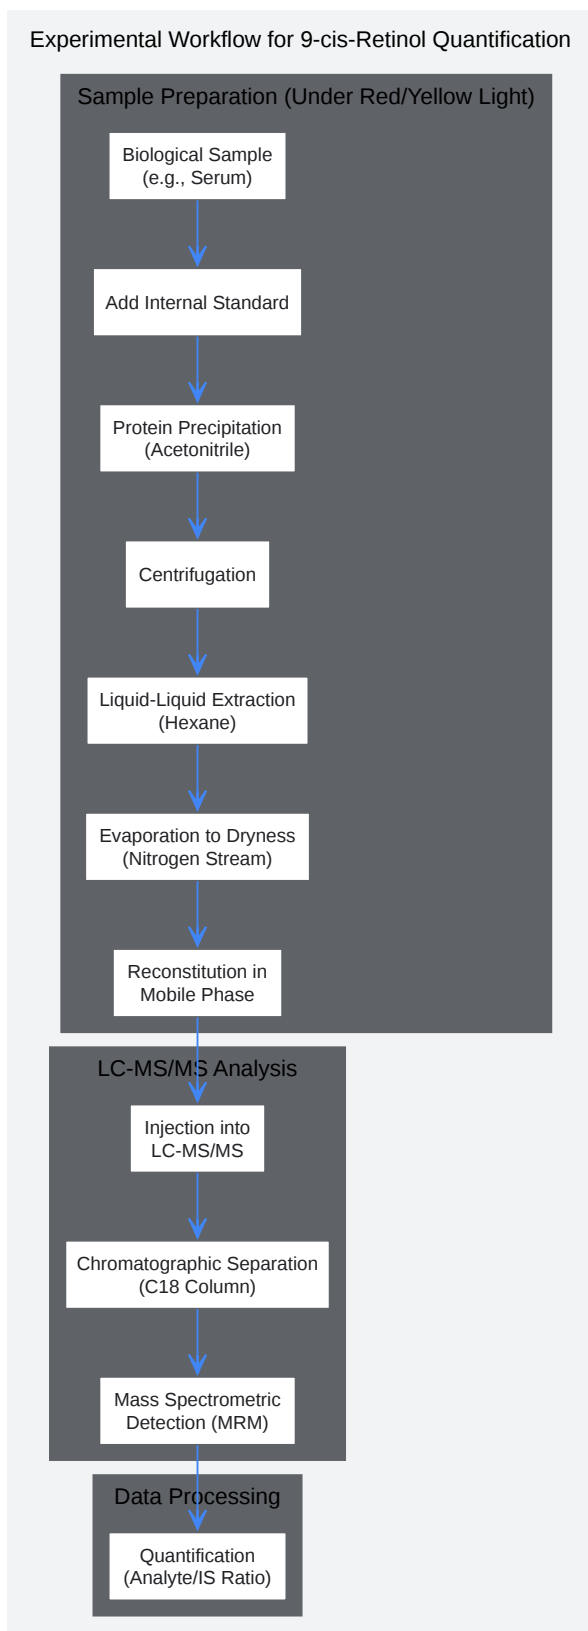 Experimental Workflow for 9-cis-Retinol Quantification
Sample Preparation (Under Red/Yellow Light)
Biological Sample
(e.g., Serum)
Add Internal Standard
Protein Precipitation
(Acetonitrile)
Centrifugation
Liquid-Liquid Extraction
(Hexane)
Evaporation to Dryness
(Nitrogen Stream)
Reconstitution in
Mobile Phase
LC-MS/MS Analysis
Injection into
LC-MS/MS
Chromatographic Separation
(C18 Column)
Mass Spectrometric
Detection (MRM)
Data Processing
Quantification
(Analyte/IS Ratio)